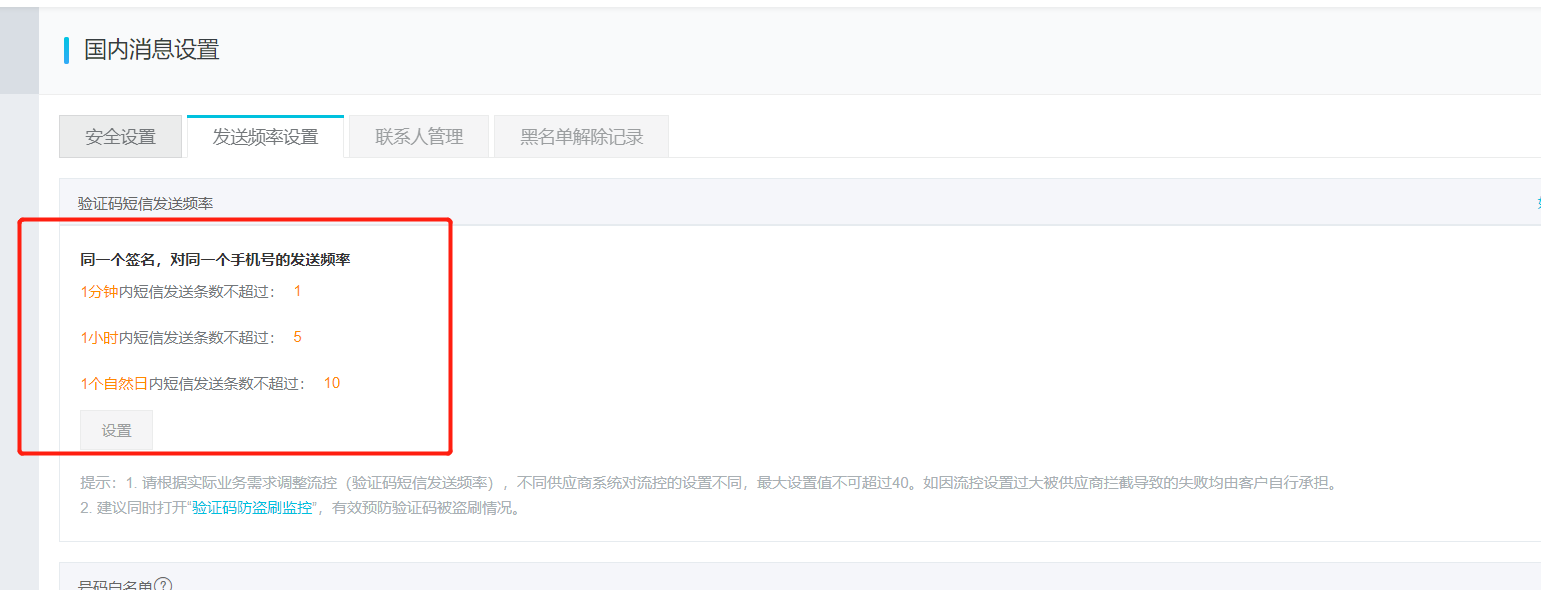 国内消息设置
安全设置 发送频率设置 联系人管理 黑名单解除记录
验证码短信发送频率
同一个签名，对同一个手机号的发送频率
1分钟内短信发送条数不超过： 1
1小时内短信发送条数不超过： 5
1个自然日内短信发送条数不超过： 10
设置
提示：1. 请根据实际业务需求调整流控（验证码短信发送频率），不同供应商系统对流控的设置不同，最大设置值不可超过40。如因流控设置过大被供应商拦截导致的失败均由客户自行承担。
2. 建议同时打开“验证码防盗刷监控”，有效预防验证码被盗刷情况。
号码白名单?